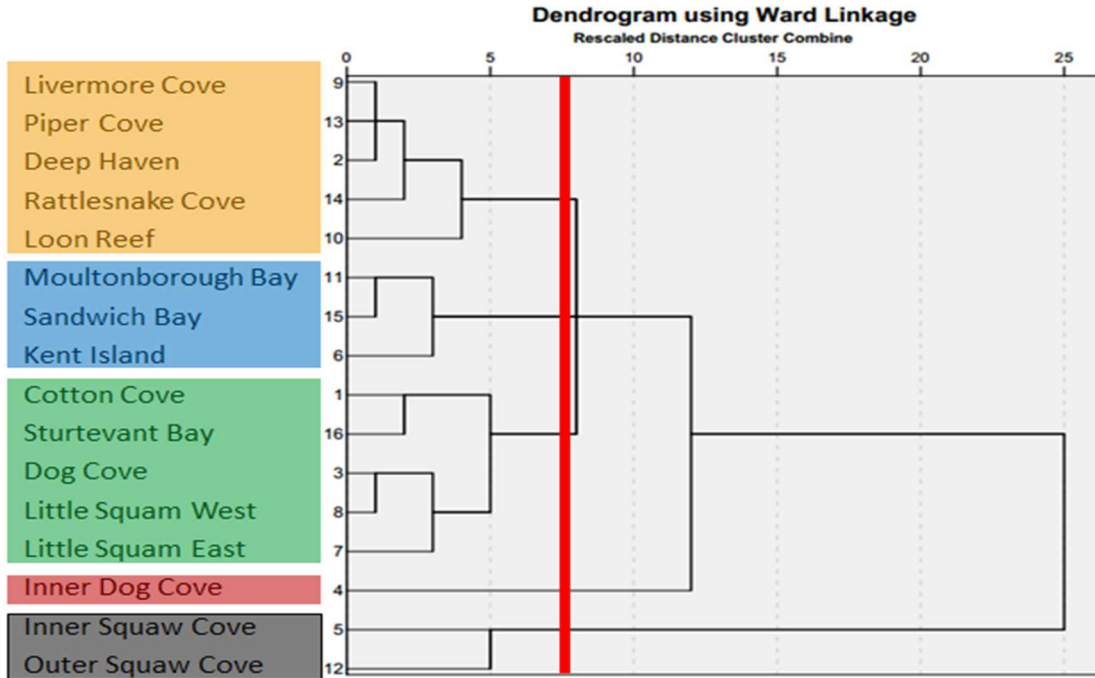 Dendrogram using Ward Linkage
Rescaled Distance Cluster Combine
0 5 10 15 20 25
Livermore Cove 9
Piper Cove 13
Deep Haven 2
Rattlesnake Cove 14
Loon Reef 10
Moultonborough Bay 11
Sandwich Bay 15
Kent Island 6
Cotton Cove 1
Sturtevant Bay 16
Dog Cove 3
Little Squam West 8
Little Squam East 7
Inner Dog Cove 4
Inner Squaw Cove 5
Outer Squaw Cove 12